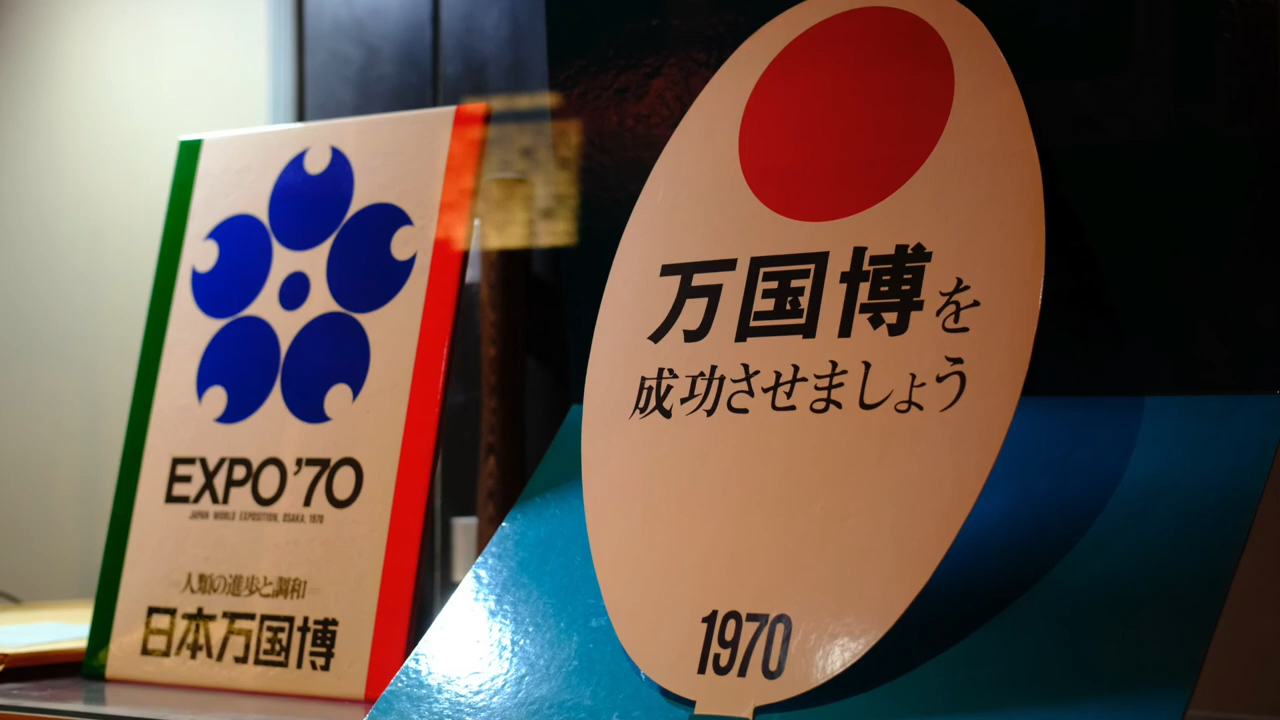 EXPO'70
JAPAN WORLD EXPOSITION, OSAKA, 1970
人類の進歩と調和
日本万国博
万国博を
成功させましょう
1970